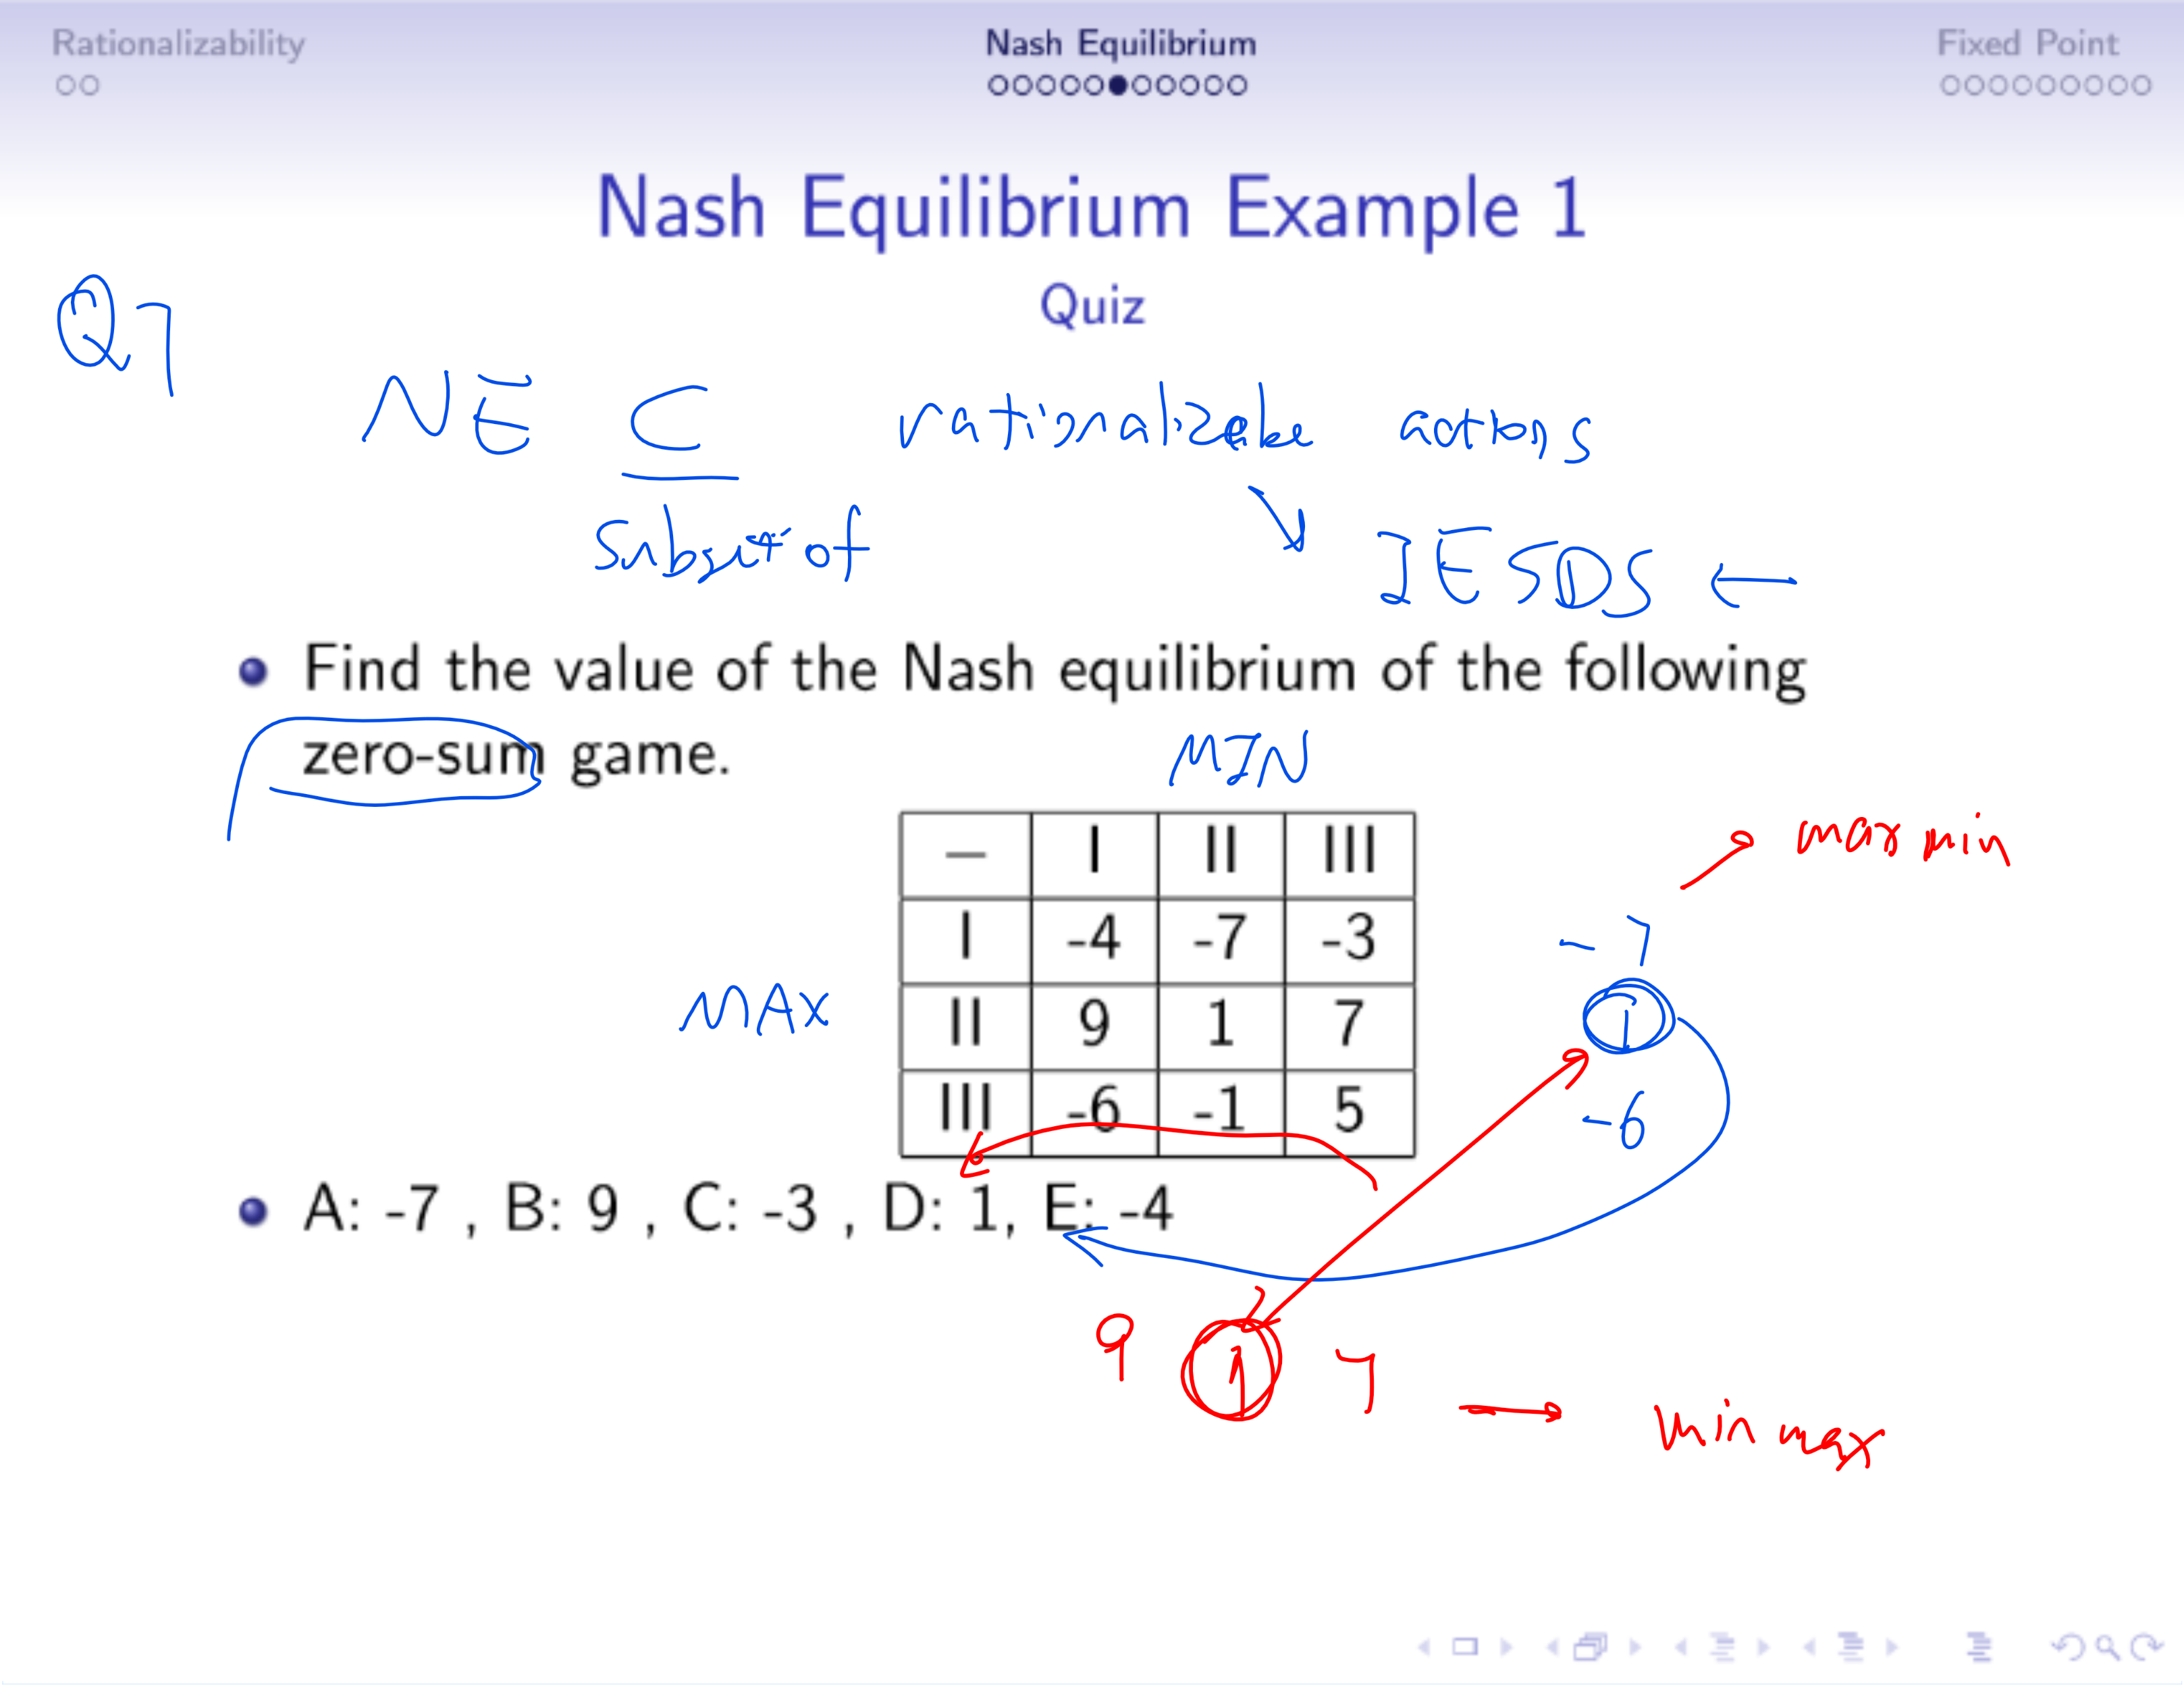 Rationalizability Nash Equilibrium Fixed Point
Nash Equilibrium Example 1
Quiz
Q7
NE ⊆ rationalizable actions
subset of
IESDS ←
Find the value of the Nash equilibrium of the following
zero-sum game.
MIN
– I II III
max min
I -4 -7 -3 -7
MAX II 9 1 7 1
III -6 -1 5 -6
A: -7 , B: 9 , C: -3 , D: 1, E: -4
9 1 7 → min max